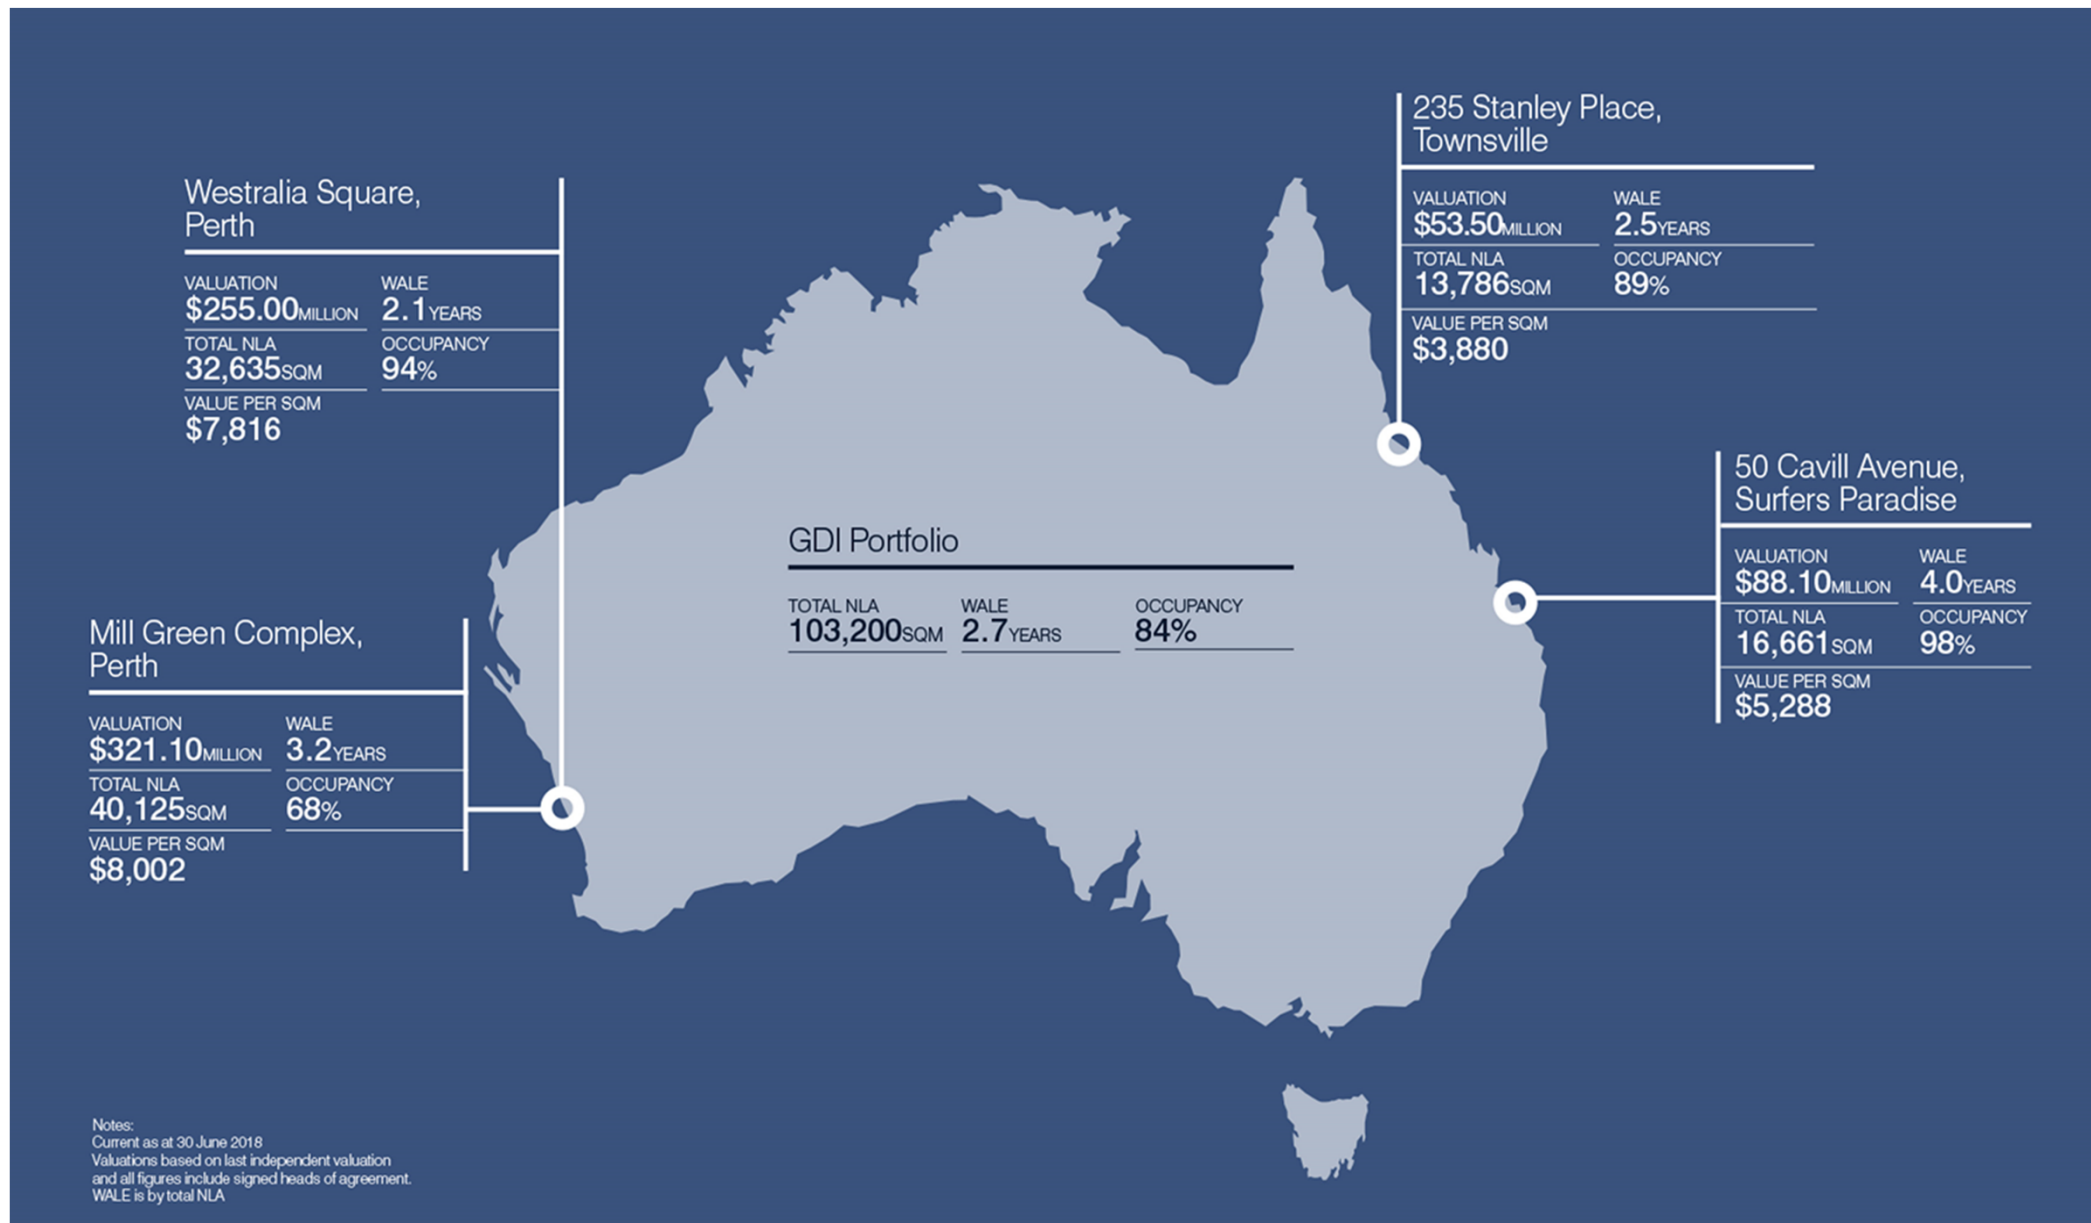 235 Stanley Place,
Townsville
VALUATION WALE
$53.50MILLION 2.5YEARS
TOTAL NLA OCCUPANCY
13,786SQM 89%
VALUE PER SQM
$3,880
Westralia Square,
Perth
VALUATION WALE
$255.00MILLION 2.1YEARS
TOTAL NLA OCCUPANCY
32,635SQM 94%
VALUE PER SQM
$7,816
50 Cavill Avenue,
Surfers Paradise
VALUATION WALE
$88.10MILLION 4.0YEARS
TOTAL NLA OCCUPANCY
16,661SQM 98%
VALUE PER SQM
$5,288
GDI Portfolio
TOTAL NLA WALE OCCUPANCY
103,200SQM 2.7YEARS 84%
Mill Green Complex,
Perth
VALUATION WALE
$321.10MILLION 3.2YEARS
TOTAL NLA OCCUPANCY
40,125SQM 68%
VALUE PER SQM
$8,002
Notes:
Current as at 30 June 2018
Valuations based on last independent valuation
and all figures include signed heads of agreement.
WALE is by total NLA